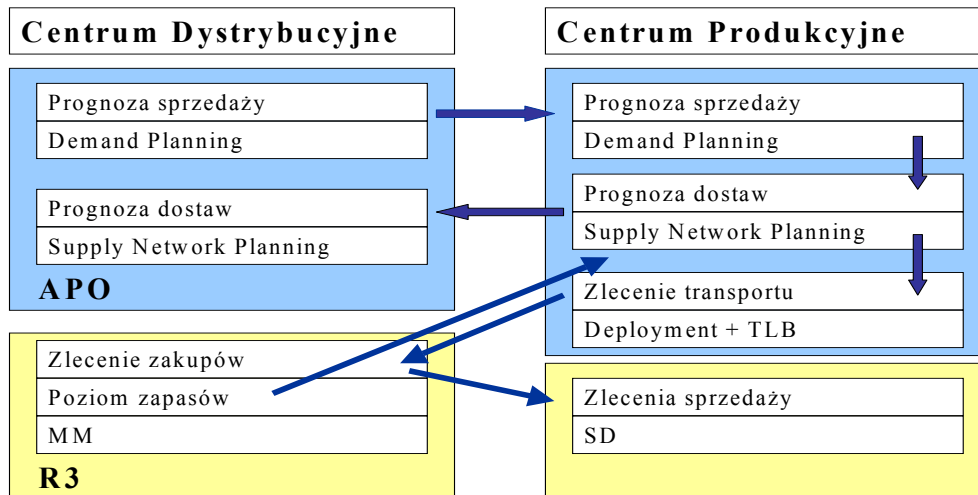 Centrum Dystrybucyjne
Prognoza sprzedaży
Demand Planning
Prognoza dostaw
Supply Network Planning
APO
Zlecenie zakupów
Poziom zapasów
MM
R3
Centrum Produkcyjne
Prognoza sprzedaży
Demand Planning
Prognoza dostaw
Supply Network Planning
Zlecenie transportu
Deployment + TLB
Zlecenia sprzedaży
SD